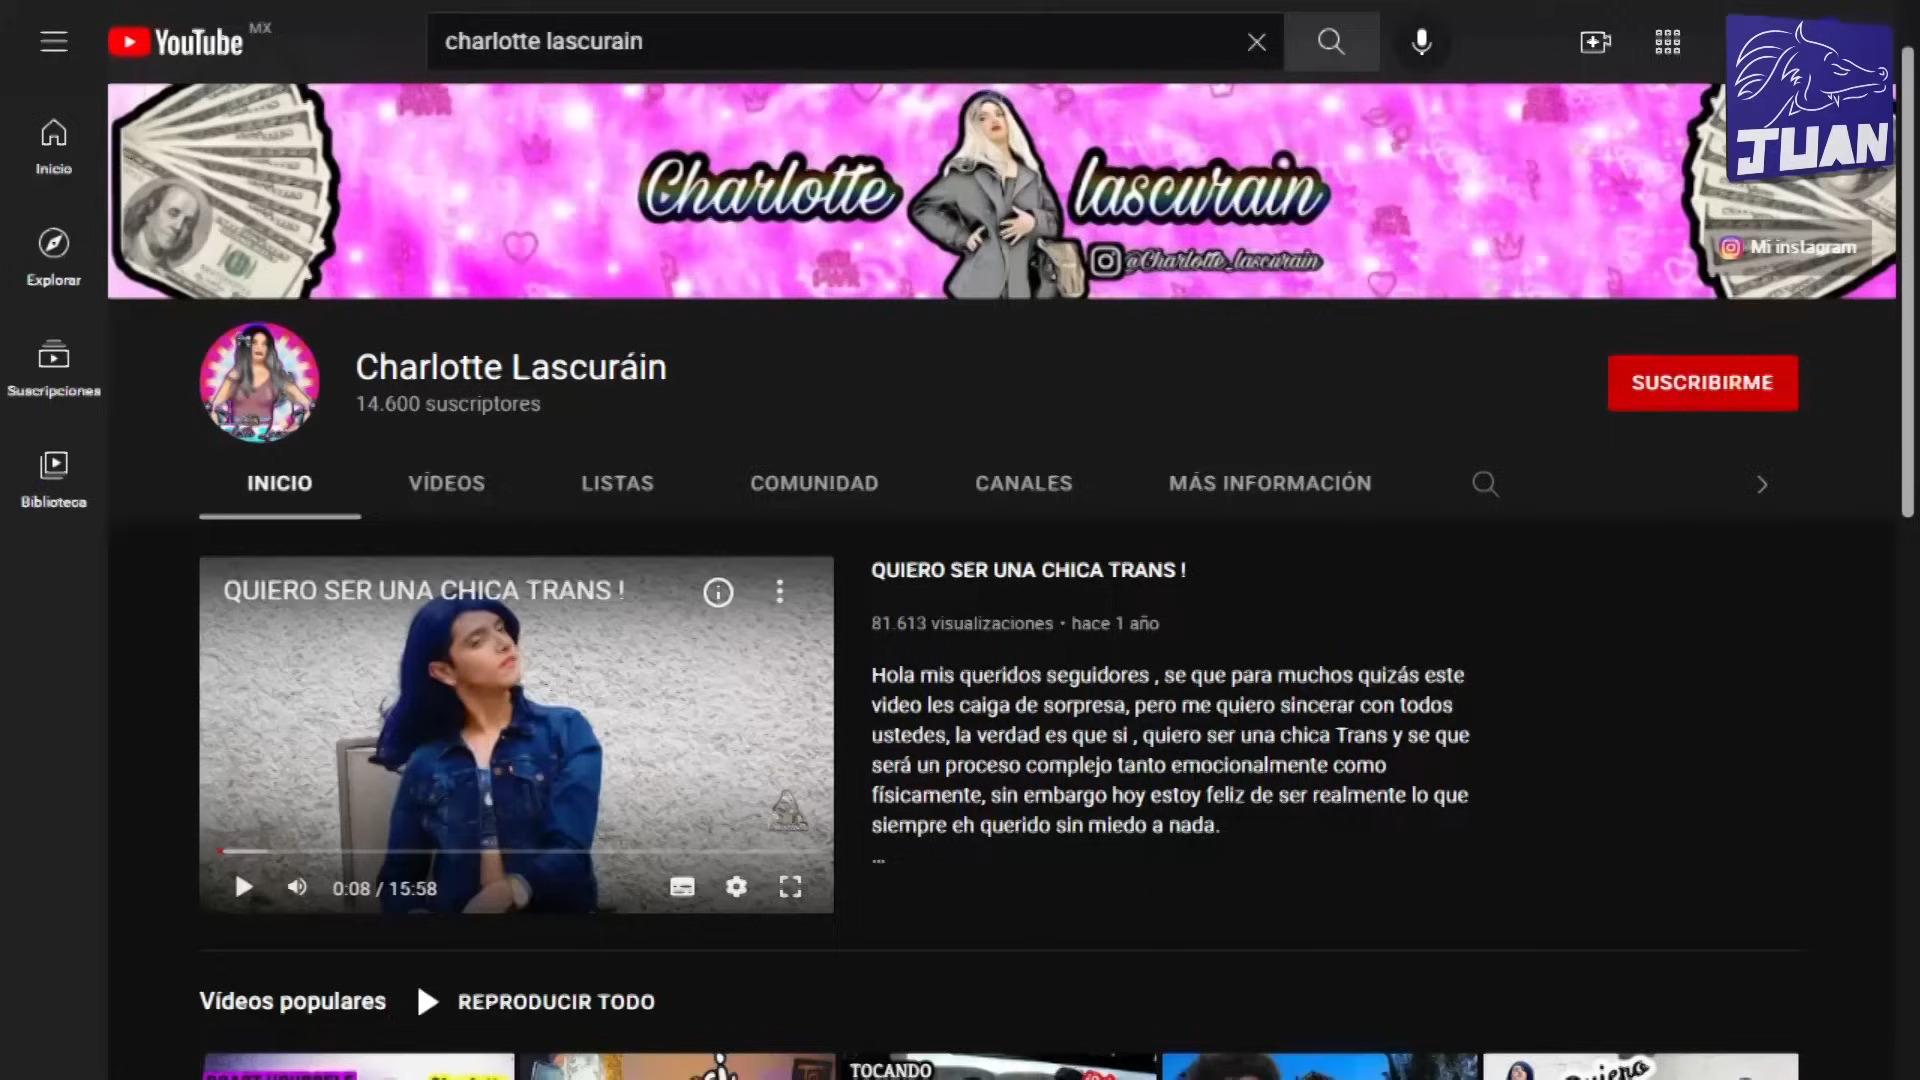 YouTube MX
charlotte lascurain
JUAN
Inicio
Explorar
Suscripciones
Biblioteca
Charlotte lascurain
@Charlotte_lascurain
Mi instagram
Charlotte Lascuráin
14.600 suscriptores
SUSCRIBIRME
INICIO VÍDEOS LISTAS COMUNIDAD CANALES MÁS INFORMACIÓN
QUIERO SER UNA CHICA TRANS !
0:08 / 15:58
QUIERO SER UNA CHICA TRANS !
81.613 visualizaciones • hace 1 año
Hola mis queridos seguidores , se que para muchos quizás este
video les caiga de sorpresa, pero me quiero sincerar con todos
ustedes, la verdad es que si , quiero ser una chica Trans y se que
será un proceso complejo tanto emocionalmente como
físicamente, sin embargo hoy estoy feliz de ser realmente lo que
siempre eh querido sin miedo a nada.
...
Vídeos populares REPRODUCIR TODO
TOCANDO
Quiero